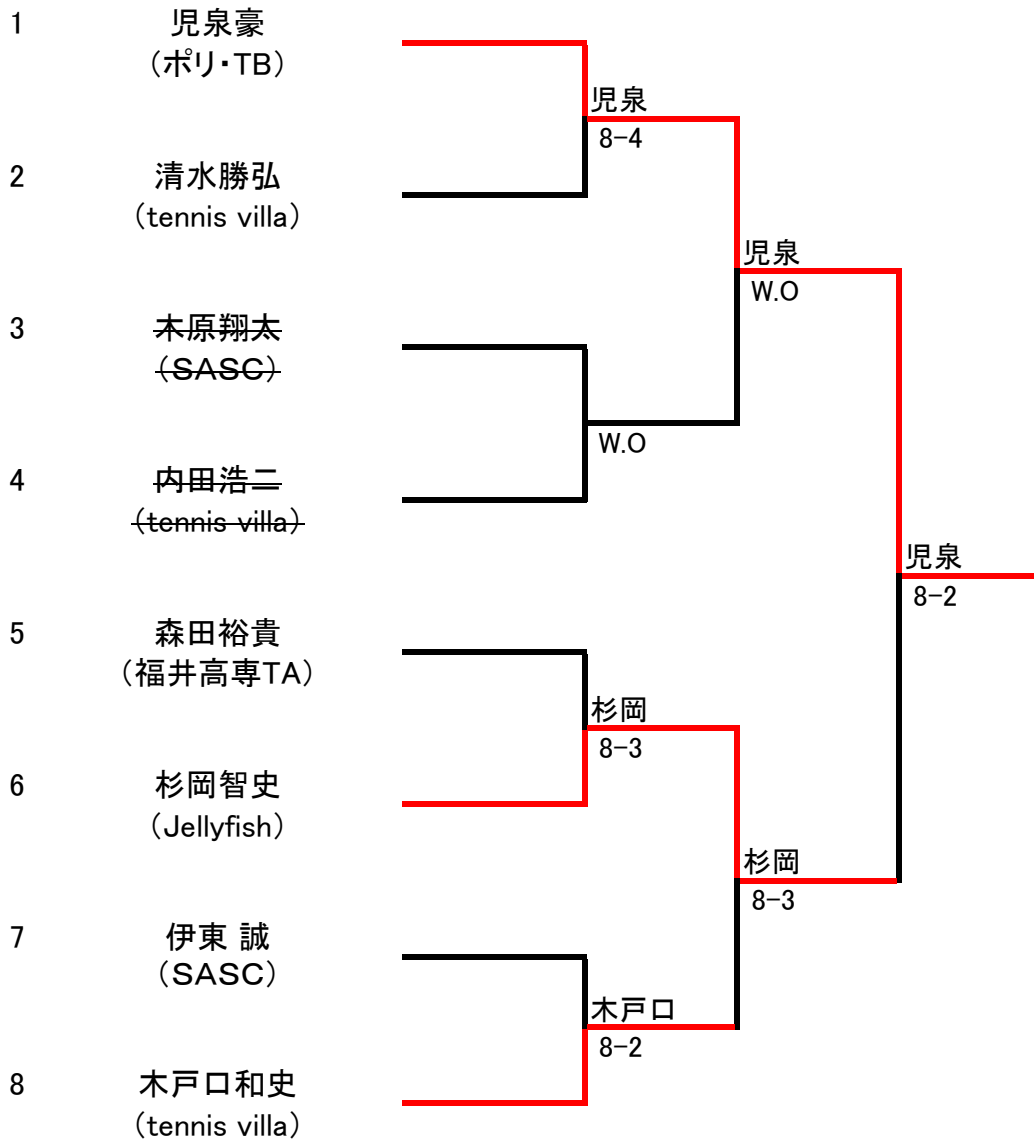 1 児泉豪
（ポリ・TB）
児泉
8-4
2 清水勝弘
（tennis villa）
児泉
W.O
3 木原翔太
（SASC）
W.O
4 内田浩二
（tennis villa）
児泉
8-2
5 森田裕貴
（福井高専TA）
杉岡
8-3
6 杉岡智史
（Jellyfish）
杉岡
8-3
7 伊東 誠
（SASC）
木戸口
8-2
8 木戸口和史
（tennis villa）